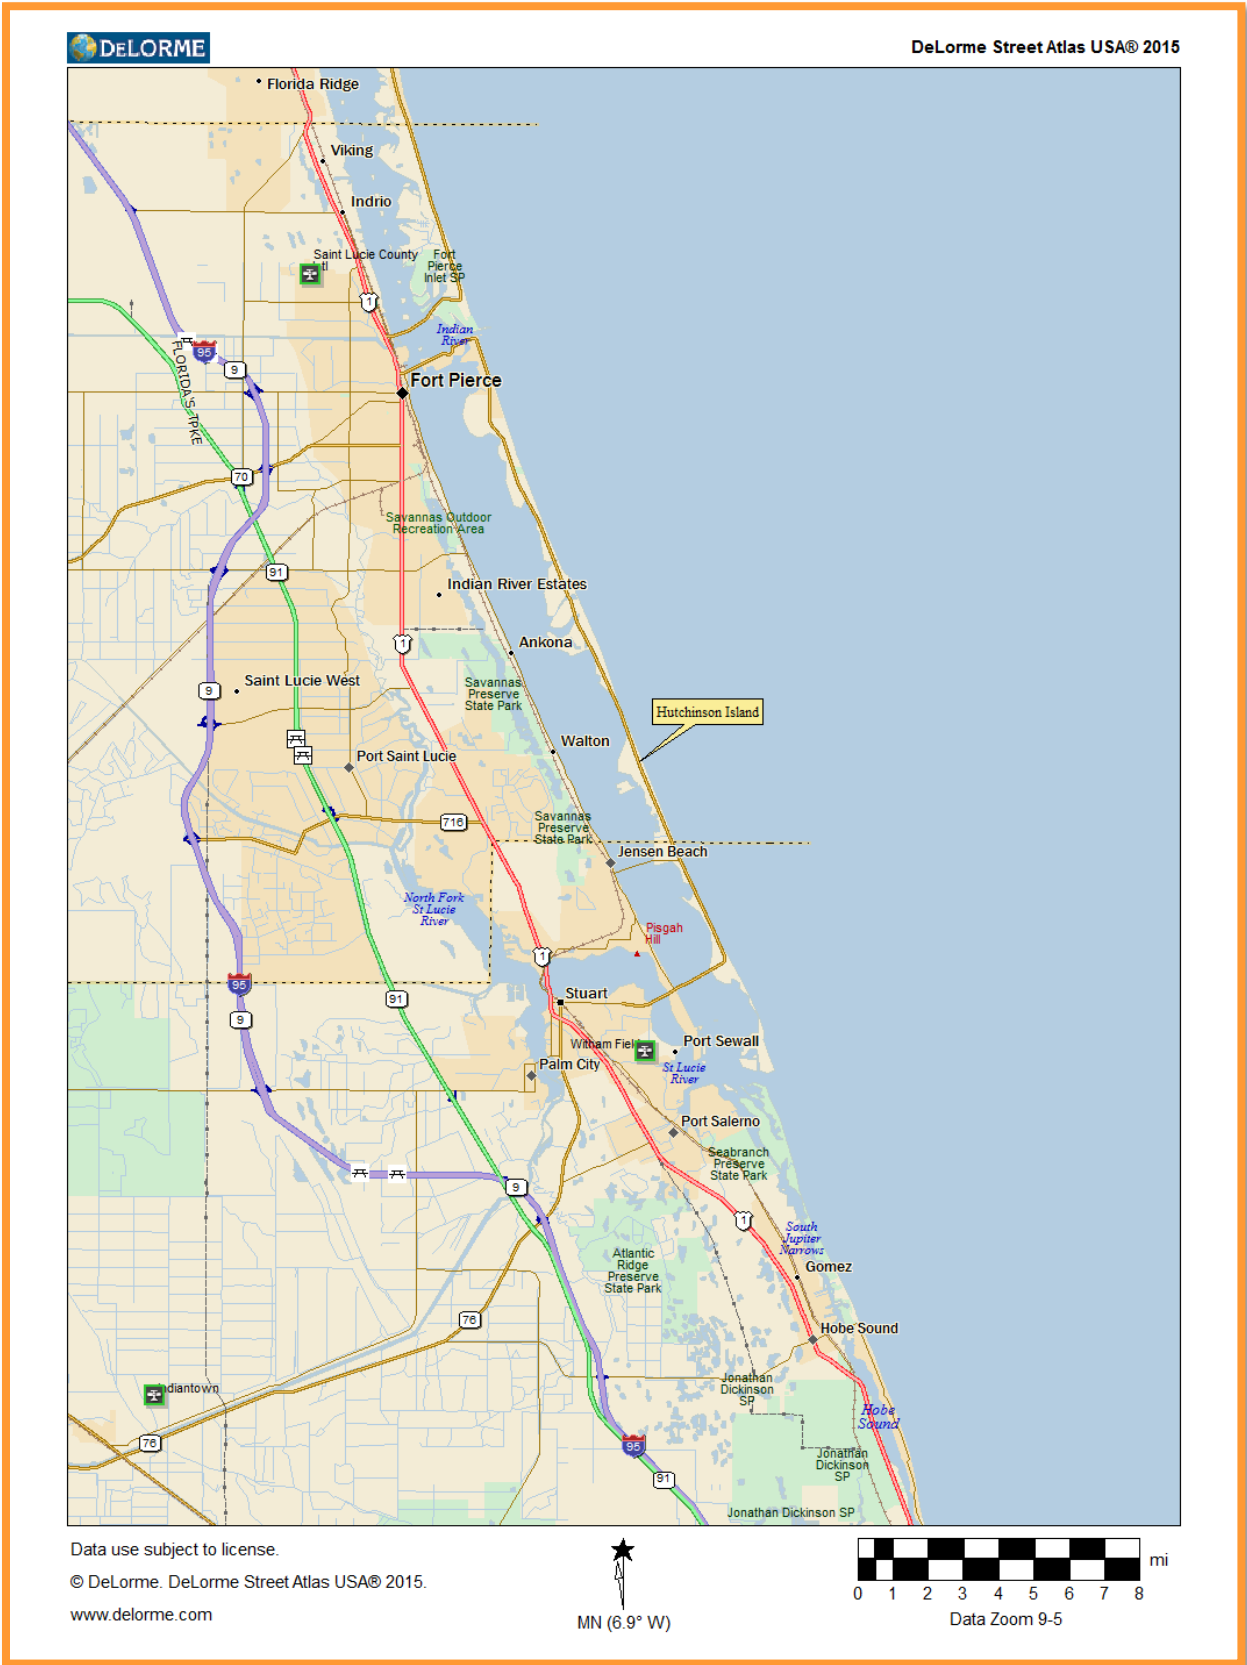 DELORME
DeLorme Street Atlas USA® 2015
Florida Ridge
Viking
Indrio
Saint Lucie County
Intl
Fort
Pierce
Inlet SP
1
Indian
River
95
FLORIDA'S TPKE
9
Fort Pierce
70
Savannas Outdoor
Recreation Area
91
Indian River Estates
1
Ankona
Saint Lucie West
9
Savannas
Preserve
State Park
Hutchinson Island
Walton
Port Saint Lucie
716
Savannas
Preserve
State Park
Jensen Beach
North Fork
St Lucie
River
Pisgah
Hill
1
95
91
Stuart
9
Witham Field
Port Sewall
Palm City
St Lucie
River
Port Salerno
Seabranch
Preserve
State Park
9
1
South
Jupiter
Narrows
Atlantic
Ridge
Preserve
State Park
Gomez
76
Hobe Sound
Jonathan
Dickinson
SP
Indiantown
Hobe
Sound
76
95
Jonathan
Dickinson
SP
91
Jonathan Dickinson SP
Data use subject to license.
© DeLorme. DeLorme Street Atlas USA® 2015.
www.delorme.com
MN (6.9° W)
mi
0 1 2 3 4 5 6 7 8
Data Zoom 9-5